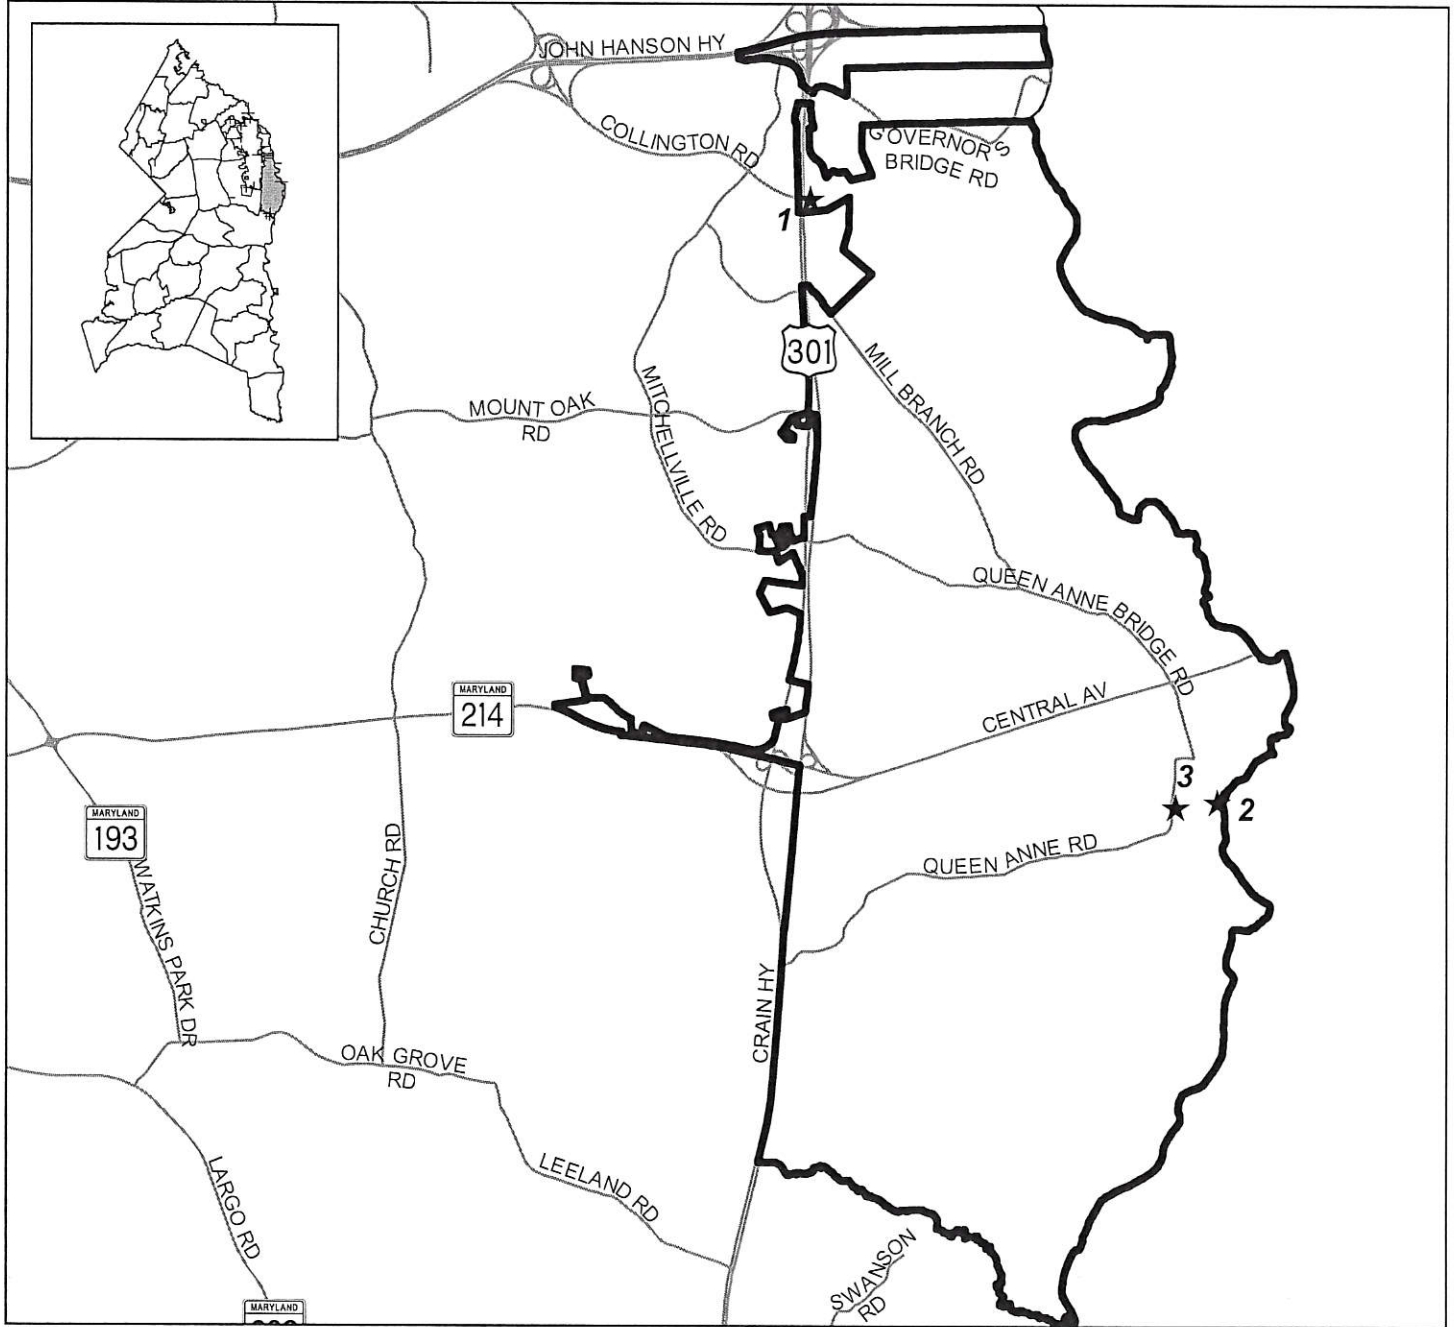 JOHN HANSON HY
COLLINGTON RD
GOVERNOR'S
BRIDGE RD
1
301
MILL BRANCH RD
MOUNT OAK
RD
MITCHELLVILLE RD
QUEEN ANNE BRIDGE RD
MARYLAND
214
CENTRAL AV
3
2
MARYLAND
193
QUEEN ANNE RD
CHURCH RD
WATKINS PARK DR
CRAIN HY
OAK GROVE
RD
LEELAND RD
LARGO RD
SWANSON
RD
MARYLAND